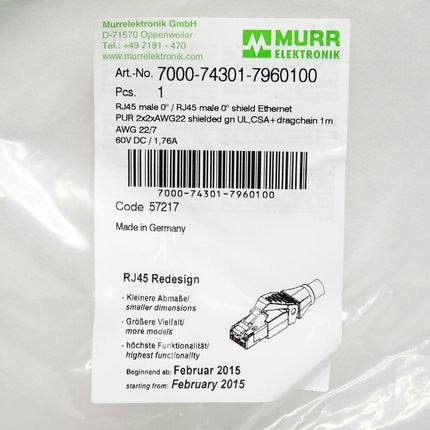 Murrelektronik GmbH
D-71570 Oppenweiler
Tel.: +49 7191 - 470
www.murrelektronik.com
MURR
ELEKTRONIK
Art.-No. 7000-74301-7960100
Pcs. 1
RJ45 male 0° / RJ45 male 0° shield Ethernet
PUR 2x2xAWG22 shielded gn UL,CSA+dragchain 1m
AWG 22/7
60V DC / 1,76A
7000-74301-7960100
Code 57217
Made in Germany
RJ45 Redesign
- Kleinere Abmaße/
smaller dimensions
- Größere Vielfalt/
more models
- höchste Funktionalität/
highest functionality
Beginnend ab: Februar 2015
starting from: February 2015